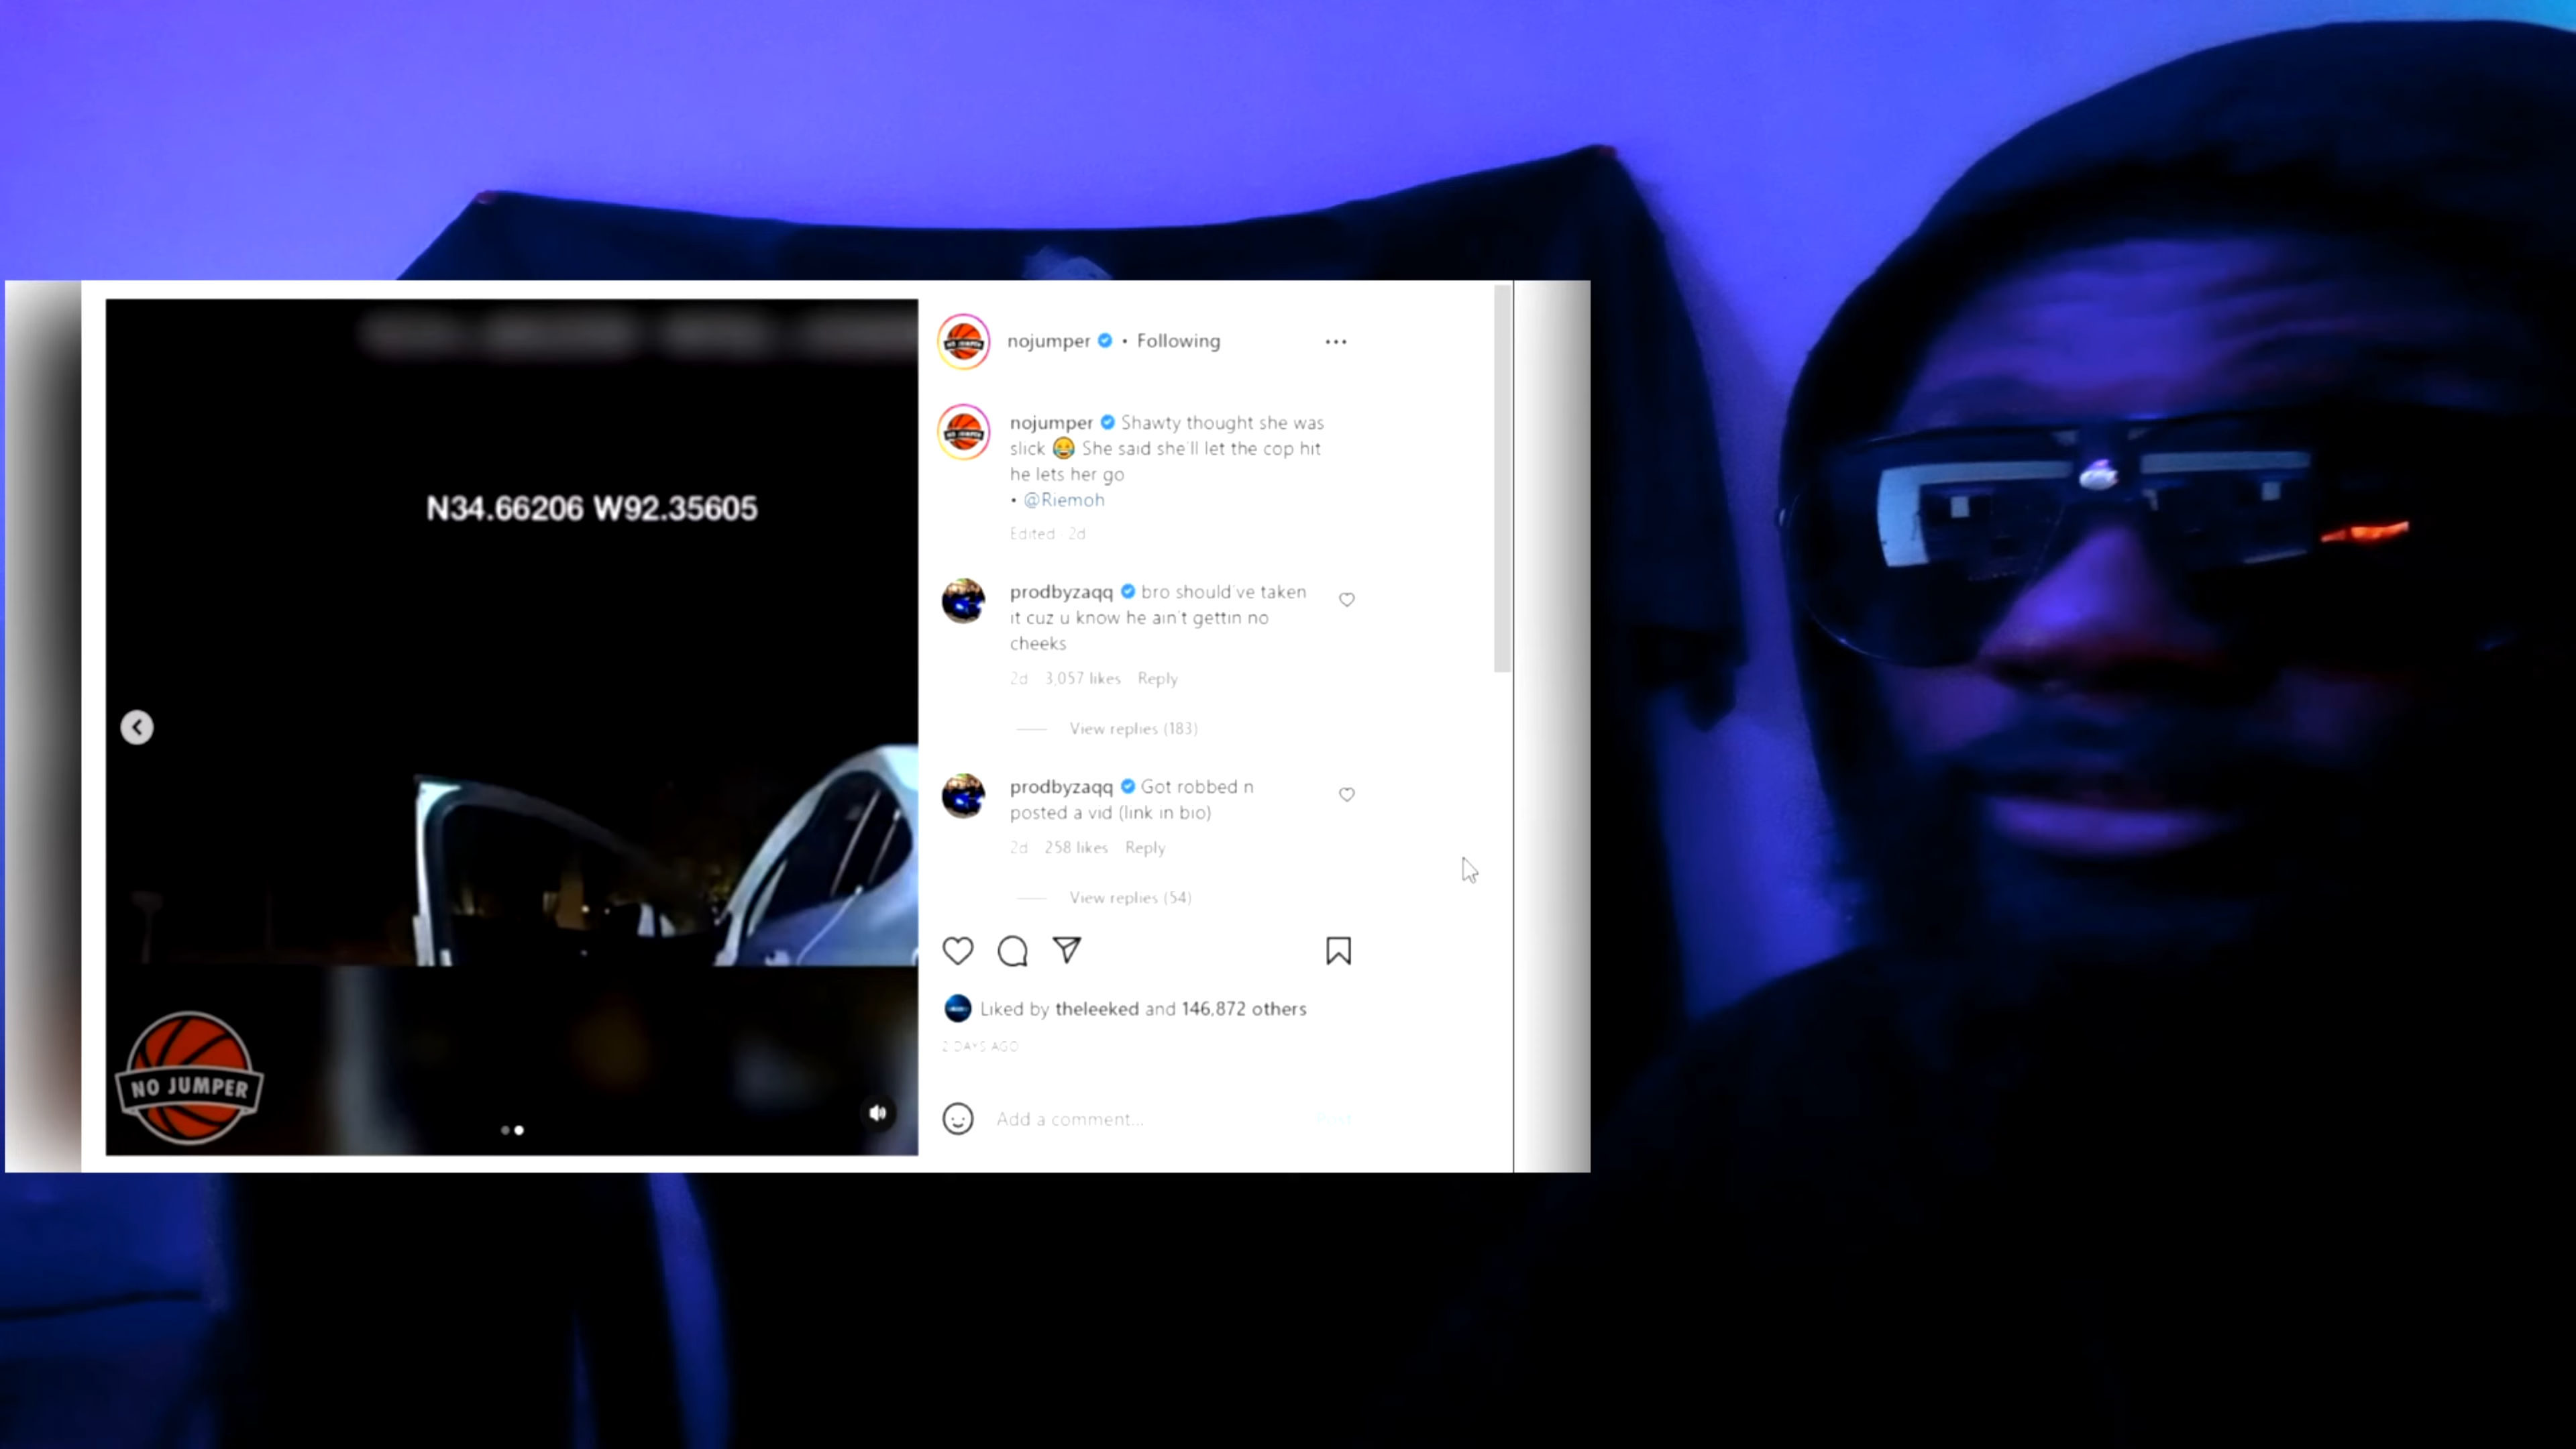 N34.66206 W92.35605
NO JUMPER
nojumper • Following
nojumper Shawty thought she was
slick 😂 She said she'll let the cop hit
he lets her go
• @Riemoh
Edited 2d
prodbyzaqq bro should've taken
it cuz u know he ain't gettin no
cheeks
2d 3,057 likes Reply
View replies (183)
prodbyzaqq Got robbed n
posted a vid (link in bio)
2d 258 likes Reply
View replies (54)
Liked by theleeked and 146,872 others
2 DAYS AGO
Add a comment...
Post